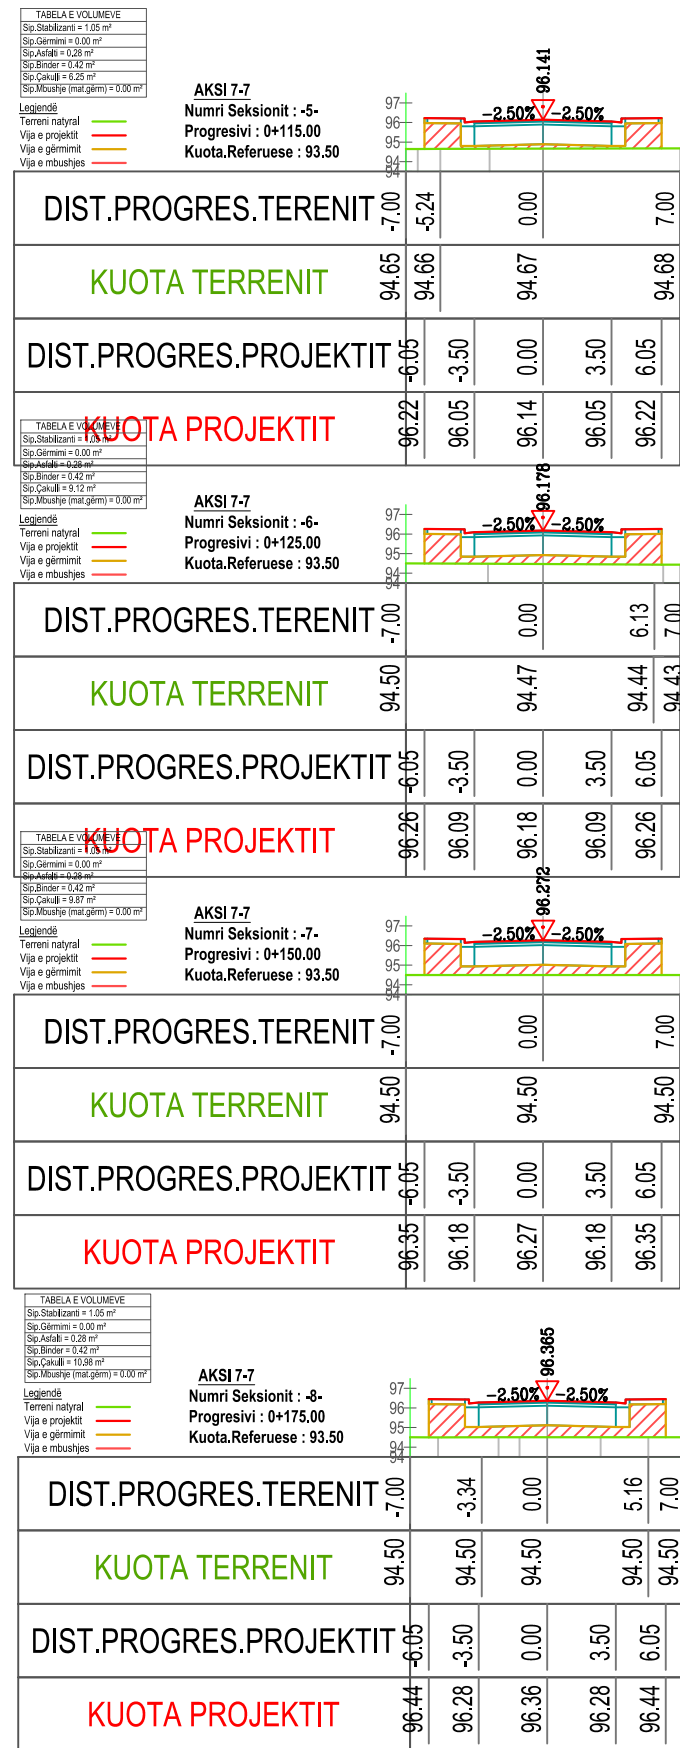 TABELA E VOLUMEVE
Sip.Stabilizanti = 1.05 m²
Sip.Gërmimi = 0.00 m²
Sip.Asfalti = 0.28 m²
Sip.Binder = 0.42 m²
Sip.Çakulli = 6.25 m²
Sip.Mbushje (mat.gërm) = 0.00 m²
Legjendë
Terreni natyral
Vija e projektit
Vija e gërmimit
Vija e mbushjes
AKSI 7-7
Numri Seksionit : -5-
Progresivi : 0+115.00
Kuota.Referuese : 93.50
96.141
-2.50% -2.50%
97
96
95
94
94
DIST.PROGRES.TERENIT -7.00 -5.24 0.00 7.00
KUOTA TERRENIT 94.65 94.66 94.67 94.68
DIST.PROGRES.PROJEKTIT -6.05 -3.50 0.00 3.50 6.05
KUOTA PROJEKTIT 96.22 96.05 96.14 96.05 96.22
TABELA E VOLUMEVE
Sip.Stabilizanti = 1.05 m²
Sip.Gërmimi = 0.00 m²
Sip.Asfalti = 0.28 m²
Sip.Binder = 0.42 m²
Sip.Çakulli = 9.12 m²
Sip.Mbushje (mat.gërm) = 0.00 m²
Legjendë
Terreni natyral
Vija e projektit
Vija e gërmimit
Vija e mbushjes
AKSI 7-7
Numri Seksionit : -6-
Progresivi : 0+125.00
Kuota.Referuese : 93.50
96.178
-2.50% -2.50%
97
96
95
94
94
DIST.PROGRES.TERENIT -7.00 0.00 6.13 7.00
KUOTA TERRENIT 94.50 94.47 94.44 94.43
DIST.PROGRES.PROJEKTIT -6.05 -3.50 0.00 3.50 6.05
KUOTA PROJEKTIT 96.26 96.09 96.18 96.09 96.26
TABELA E VOLUMEVE
Sip.Stabilizanti = 1.05 m²
Sip.Gërmimi = 0.00 m²
Sip.Asfalti = 0.28 m²
Sip.Binder = 0.42 m²
Sip.Çakulli = 9.87 m²
Sip.Mbushje (mat.gërm) = 0.00 m²
Legjendë
Terreni natyral
Vija e projektit
Vija e gërmimit
Vija e mbushjes
AKSI 7-7
Numri Seksionit : -7-
Progresivi : 0+150.00
Kuota.Referuese : 93.50
96.272
-2.50% -2.50%
97
96
95
94
94
DIST.PROGRES.TERENIT -7.00 0.00 7.00
KUOTA TERRENIT 94.50 94.50 94.50
DIST.PROGRES.PROJEKTIT -6.05 -3.50 0.00 3.50 6.05
KUOTA PROJEKTIT 96.35 96.18 96.27 96.18 96.35
TABELA E VOLUMEVE
Sip.Stabilizanti = 1.05 m²
Sip.Gërmimi = 0.00 m²
Sip.Asfalti = 0.28 m²
Sip.Binder = 0.42 m²
Sip.Çakulli = 10.98 m²
Sip.Mbushje (mat.gërm) = 0.00 m²
Legjendë
Terreni natyral
Vija e projektit
Vija e gërmimit
Vija e mbushjes
AKSI 7-7
Numri Seksionit : -8-
Progresivi : 0+175.00
Kuota.Referuese : 93.50
96.365
-2.50% -2.50%
97
96
95
94
94
DIST.PROGRES.TERENIT -7.00 -3.34 0.00 5.16 7.00
KUOTA TERRENIT 94.50 94.50 94.50 94.50 94.50
DIST.PROGRES.PROJEKTIT -6.05 -3.50 0.00 3.50 6.05
KUOTA PROJEKTIT 96.44 96.28 96.36 96.28 96.44